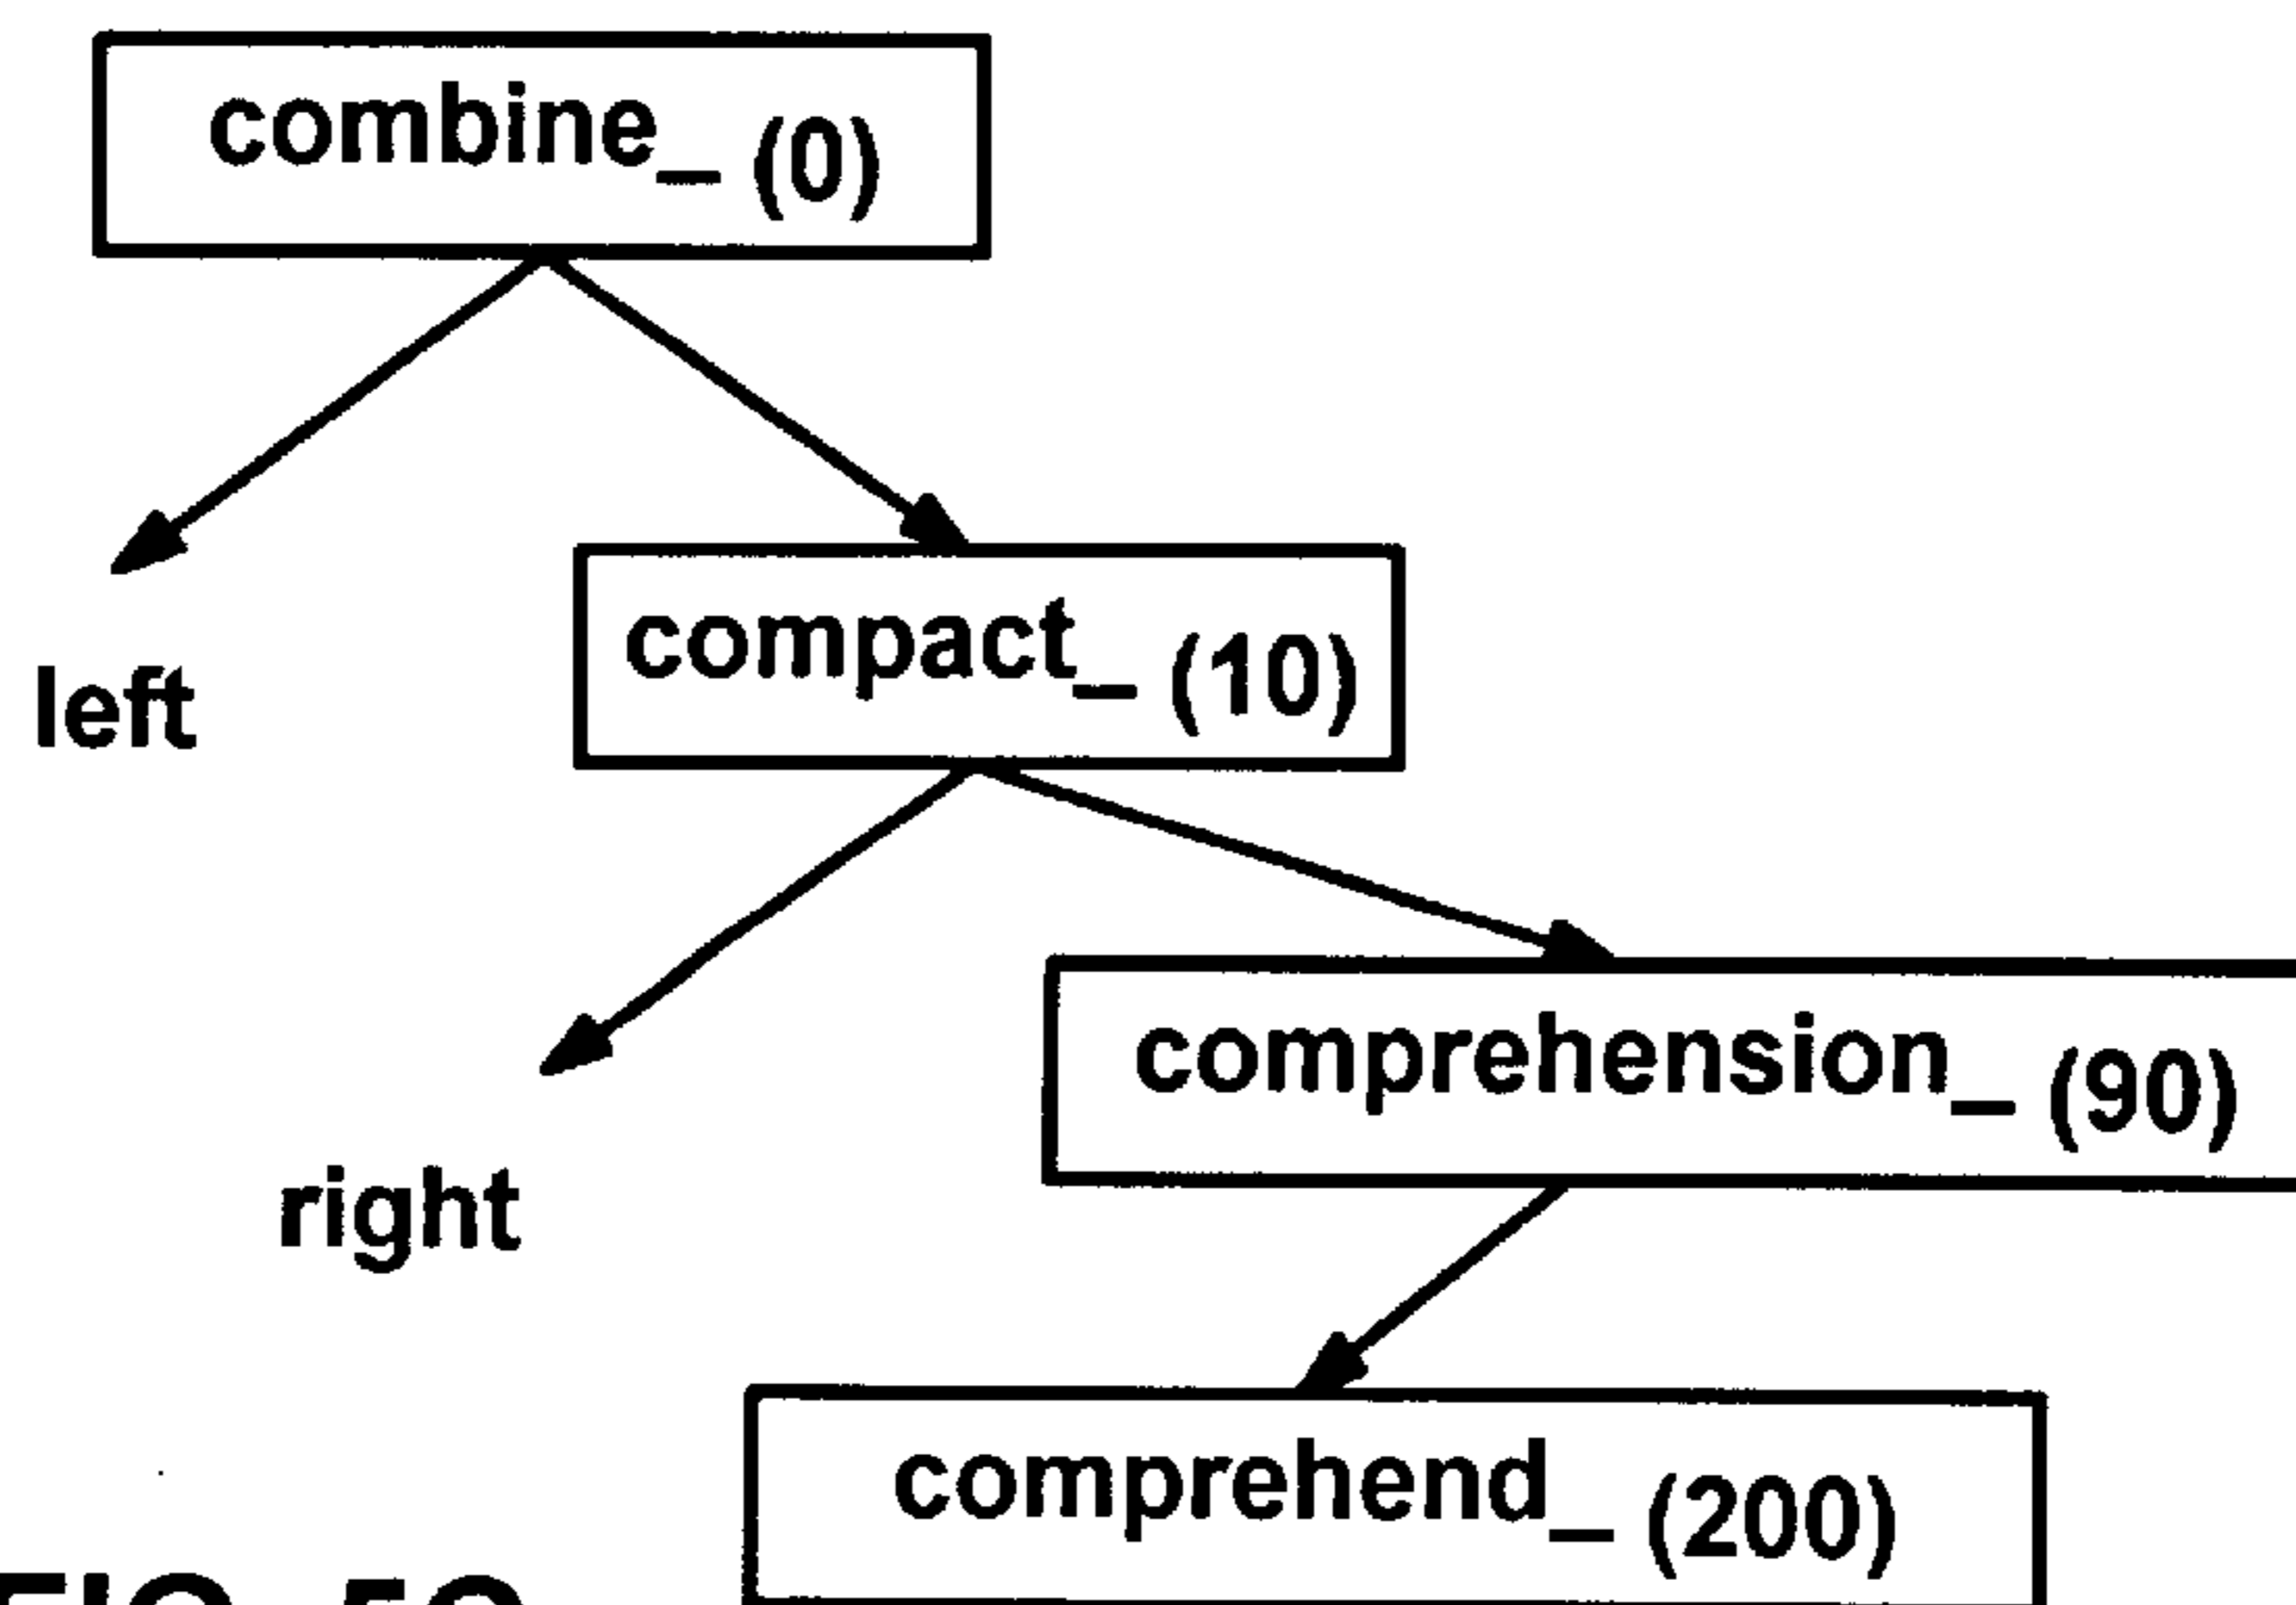 combine_ (0)
compact_ (10)
left
comprehension_ (90)
right
comprehend_ (200)